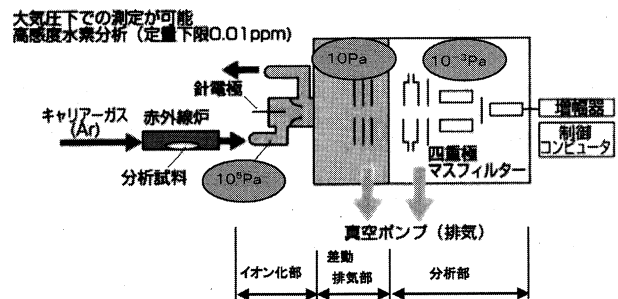 大気圧下での測定が可能
高感度水素分析（定量下限0.01ppm）
10Pa
10⁻³Pa
針電極
キャリアーガス
(Ar)
赤外線炉
分析試料
10⁵Pa
増幅器
制御
コンピュータ
四重極
マスフィルター
真空ポンプ（排気）
イオン化部
差動
排気部
分析部